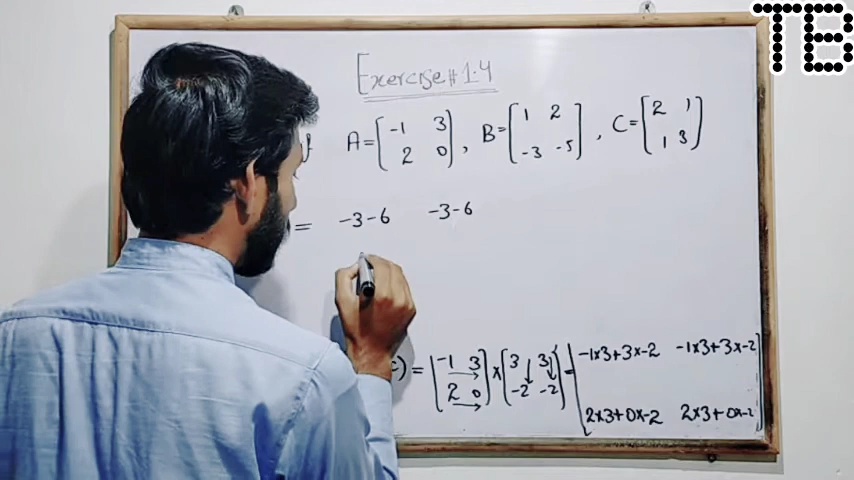 TB
Exercise # 1.4
A = [ -1 3 , B = [ 1 2 , C = [ 2 1
2 0 ] -3 -5 ] 1 3 ]
= -3-6 -3-6
c) = [ -1 3 ] x [ 3 3 ] = [ -1x3+3x-2 -1x3+3x-2
2 0 -2 -2 2x3+0x-2 2x3+0x-2 ]